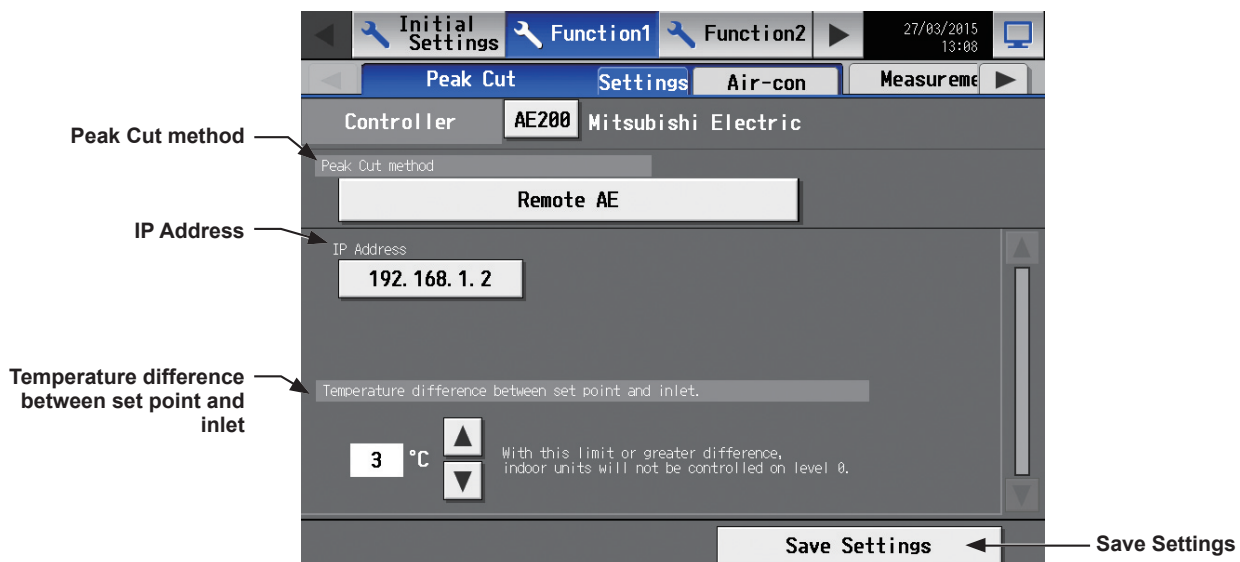 Initial Settings
Function1
Function2
27/03/2015
13:08
Peak Cut
Settings
Air-con
Measureme
Controller
AE200
Mitsubishi Electric
Peak Cut method
Peak Cut method
Remote AE
IP Address
IP Address
192.168.1.2
Temperature difference
between set point and
inlet
Temperature difference between set point and inlet.
3 °C
With this limit or greater difference,
indoor units will not be controlled on level 0.
Save Settings
Save Settings